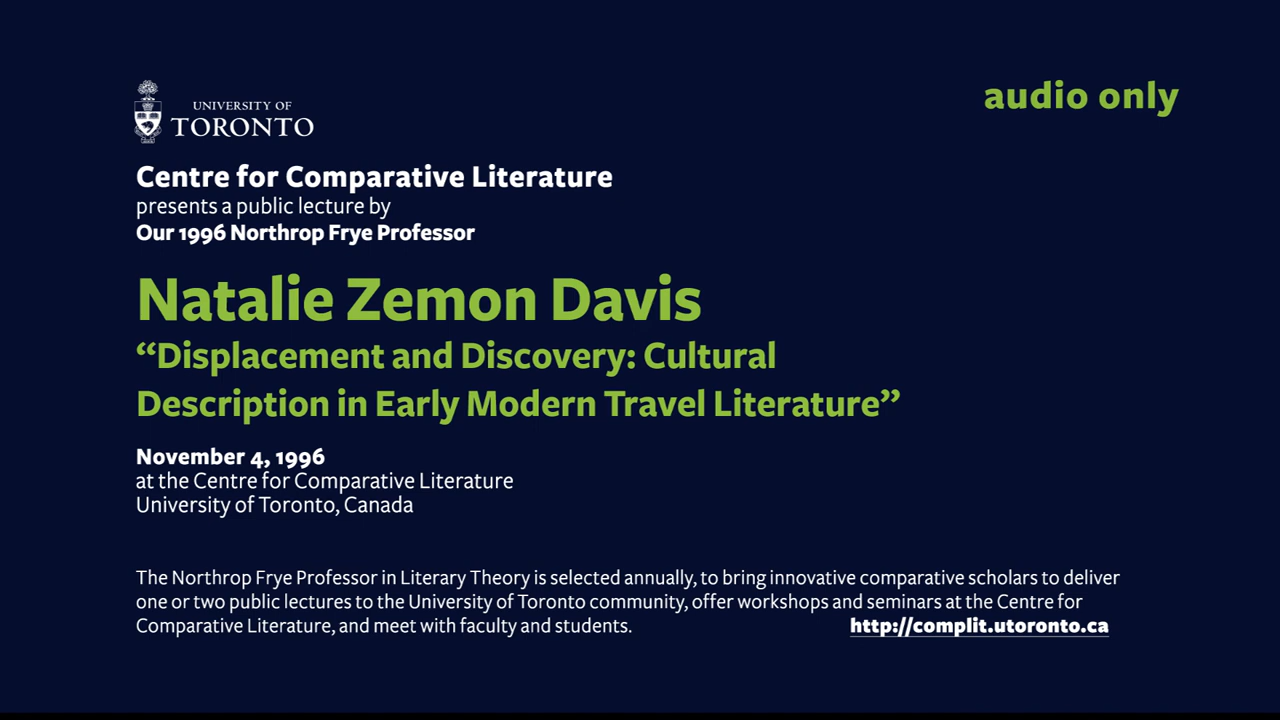 UNIVERSITY OF
TORONTO
audio only
Centre for Comparative Literature
presents a public lecture by
Our 1996 Northrop Frye Professor
Natalie Zemon Davis
“Displacement and Discovery: Cultural
Description in Early Modern Travel Literature”
November 4, 1996
at the Centre for Comparative Literature
University of Toronto, Canada
The Northrop Frye Professor in Literary Theory is selected annually, to bring innovative comparative scholars to deliver
one or two public lectures to the University of Toronto community, offer workshops and seminars at the Centre for
Comparative Literature, and meet with faculty and students. http://complit.utoronto.ca